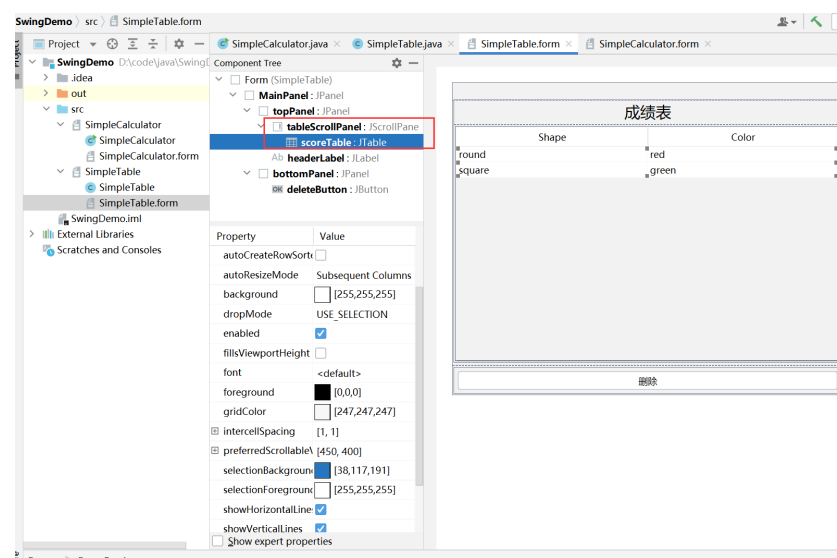 SwingDemo › src › SimpleTable.form
Project
SimpleCalculator.java × SimpleTable.java × SimpleTable.form × SimpleCalculator.form ×
Project
SwingDemo D:\code\java\Swing
.idea
out
src
SimpleCalculator
SimpleCalculator
SimpleCalculator.form
SimpleTable
SimpleTable
SimpleTable.form
SwingDemo.iml
External Libraries
Scratches and Consoles
Component Tree
Form (SimpleTable)
MainPanel : JPanel
topPanel : JPanel
tableScrollPanel : JScrollPane
scoreTable : JTable
Ab headerLabel : JLabel
bottomPanel : JPanel
OK deleteButton : JButton
Property Value
autoCreateRowSort
autoResizeMode Subsequent Columns
background [255,255,255]
dropMode USE_SELECTION
enabled
fillsViewportHeight
font <default>
foreground [0,0,0]
gridColor [247,247,247]
intercellSpacing [1, 1]
preferredScrollable [450, 400]
selectionBackgroun [38,117,191]
selectionForeground [255,255,255]
showHorizontalLine
showVerticalLines
Show expert properties
成绩表
Shape Color
round red
square green
删除